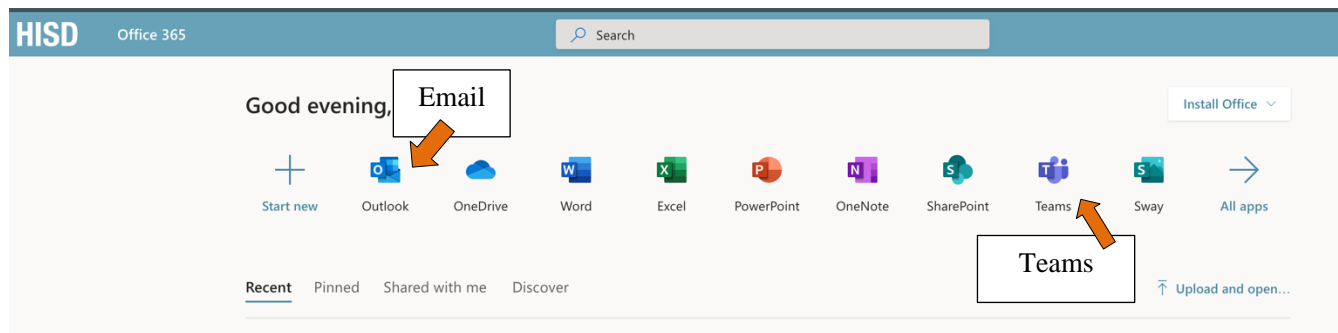 HISD Office 365 Search
Good evening,
Email
Install Office
Start new Outlook OneDrive Word Excel PowerPoint OneNote SharePoint Teams Sway All apps
Teams
Recent Pinned Shared with me Discover
Upload and open...